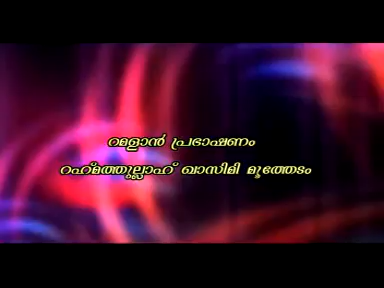 റമളാൻ പ്രഭാഷണം
റഹ്മത്തുല്ലാഹ് ഖാസിമി മൂത്തേടം